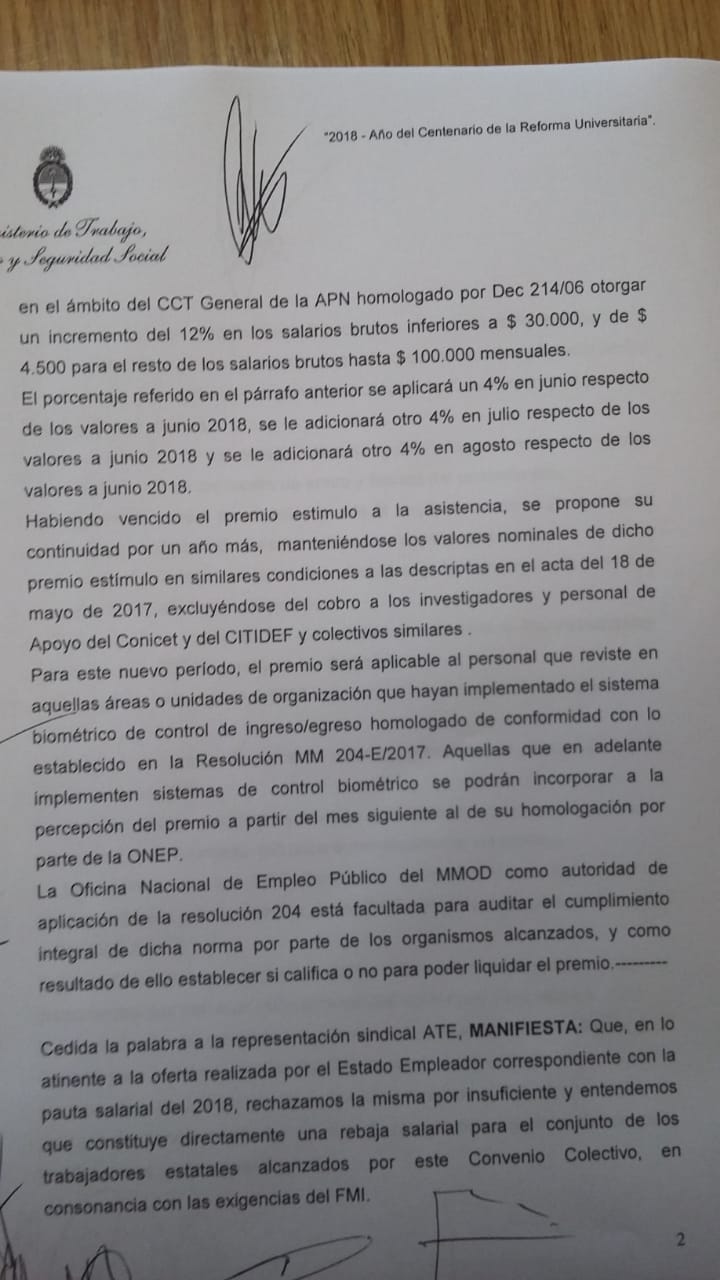 "2018 - Año del Centenario de la Reforma Universitaria".
isterio de Trabajo,
y Seguridad Social
en el ámbito del CCT General de la APN homologado por Dec 214/06 otorgar
un incremento del 12% en los salarios brutos inferiores a $ 30.000, y de $
4.500 para el resto de los salarios brutos hasta $ 100.000 mensuales.
El porcentaje referido en el párrafo anterior se aplicará un 4% en junio respecto
de los valores a junio 2018, se le adicionará otro 4% en julio respecto de los
valores a junio 2018 y se le adicionará otro 4% en agosto respecto de los
valores a junio 2018.
Habiendo vencido el premio estimulo a la asistencia, se propone su
continuidad por un año más, manteniéndose los valores nominales de dicho
premio estímulo en similares condiciones a las descriptas en el acta del 18 de
mayo de 2017, excluyéndose del cobro a los investigadores y personal de
Apoyo del Conicet y del CITIDEF y colectivos similares .
Para este nuevo período, el premio será aplicable al personal que reviste en
aquellas áreas o unidades de organización que hayan implementado el sistema
biométrico de control de ingreso/egreso homologado de conformidad con lo
establecido en la Resolución MM 204-E/2017. Aquellas que en adelante
implementen sistemas de control biométrico se podrán incorporar a la
percepción del premio a partir del mes siguiente al de su homologación por
parte de la ONEP.
La Oficina Nacional de Empleo Público del MMOD como autoridad de
aplicación de la resolución 204 está facultada para auditar el cumplimiento
integral de dicha norma por parte de los organismos alcanzados, y como
resultado de ello establecer si califica o no para poder liquidar el premio.---------
Cedida la palabra a la representación sindical ATE, MANIFIESTA: Que, en lo
atinente a la oferta realizada por el Estado Empleador correspondiente con la
pauta salarial del 2018, rechazamos la misma por insuficiente y entendemos
que constituye directamente una rebaja salarial para el conjunto de los
trabajadores estatales alcanzados por este Convenio Colectivo, en
consonancia con las exigencias del FMI.
2